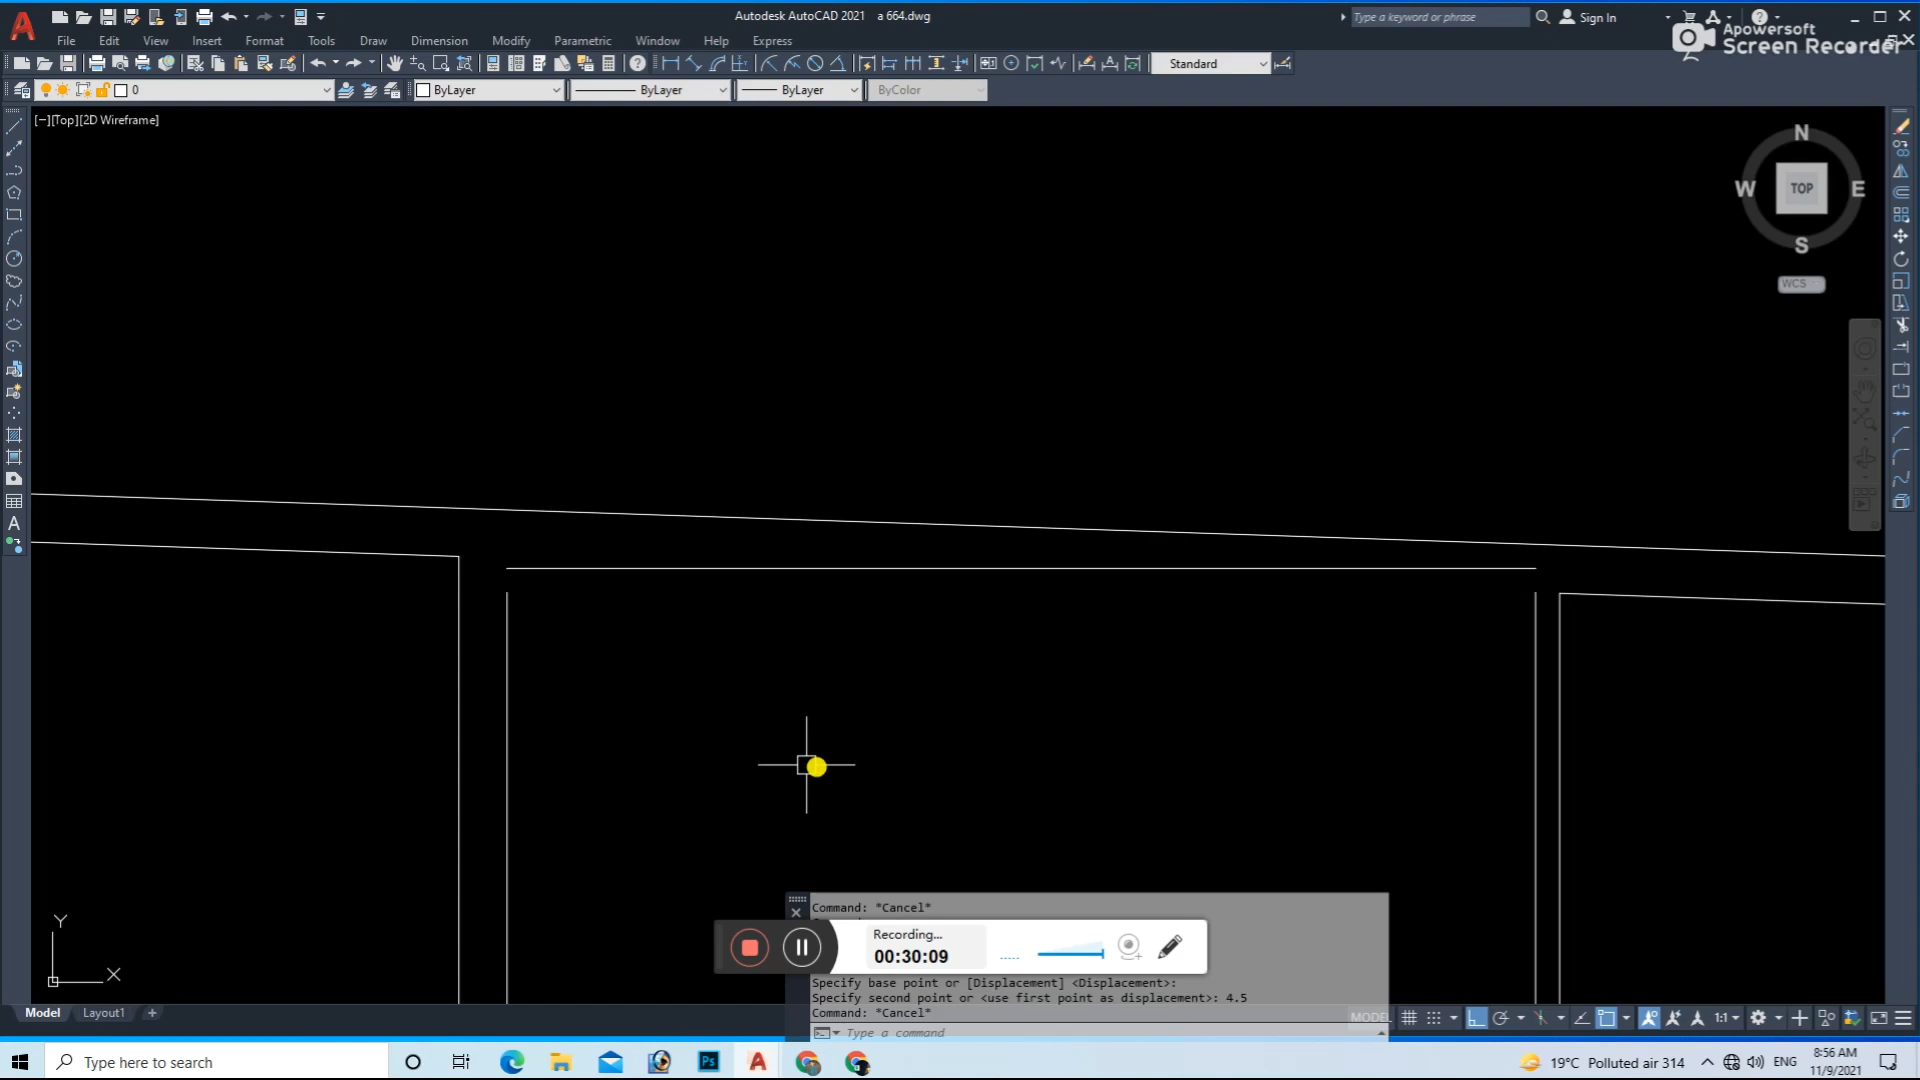 Autodesk AutoCAD 2021 a 664.dwg
Type a keyword or phrase
Sign In
File Edit View Insert Format Tools Draw Dimension Modify Parametric Window Help Express
Apowersoft
Screen Recorder
Standard
0
ByLayer
ByLayer
ByLayer
ByColor
[−][Top][2D Wireframe]
N
W TOP E
S
WCS
Y
X
Command: *Cancel*
Recording...
00:30:09
Specify base point or [Displacement] <Displacement>:
Specify second point or <use first point as displacement>: 4.5
Command: *Cancel*
Type a command
Model Layout1 +
MODEL
1:1
Type here to search
19°C Polluted air 314
ENG
8:56 AM
11/9/2021